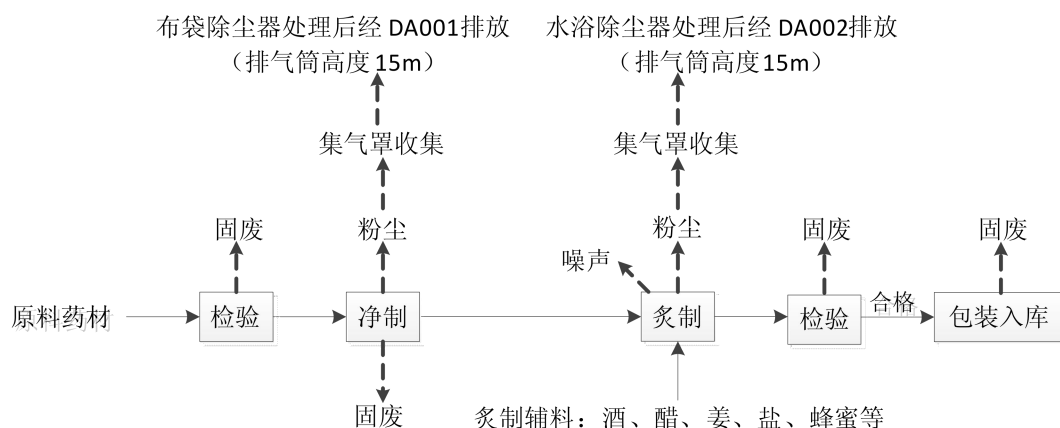 布袋除尘器处理后经 DA001排放
（排气筒高度 15m）
水浴除尘器处理后经 DA002排放
（排气筒高度15m）
集气罩收集
集气罩收集
固废
粉尘
粉尘
固废
固废
噪声
原料药材
检验
净制
炙制
检验
合格
包装入库
固废
炙制辅料：酒、醋、姜、盐、蜂蜜等